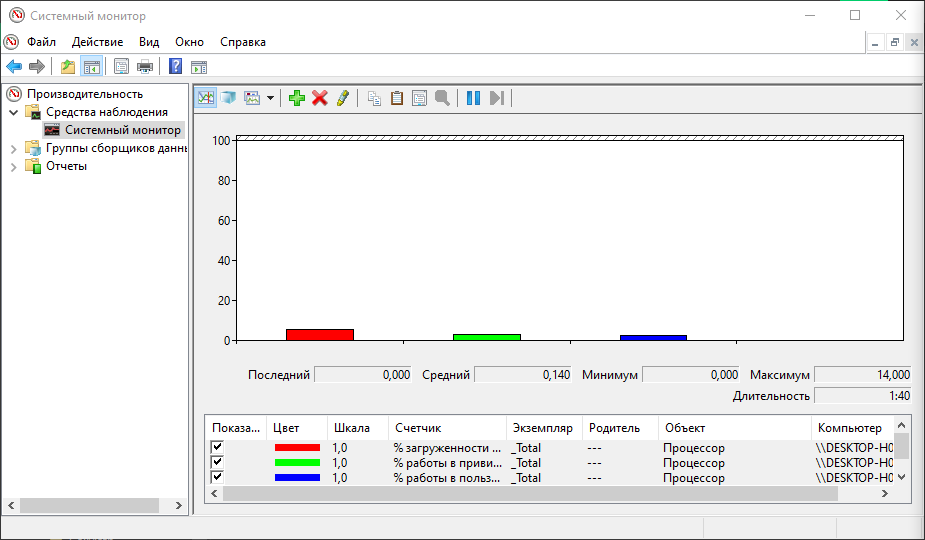 Системный монитор
Файл Действие Вид Окно Справка
Производительность
Средства наблюдения
Системный монитор
Группы сборщиков данн
Отчеты
100
80
60
40
20
0
Последний 0,000 Средний 0,140 Минимум 0,000 Максимум 14,000
Длительность 1:40
Показа... Цвет Шкала Счетчик Экземпляр Родитель Объект Компьютер
1,0 % загруженности ... _Total --- Процессор \\DESKTOP-H0
1,0 % работы в приви... _Total --- Процессор \\DESKTOP-H0
1,0 % работы в польз... _Total --- Процессор \\DESKTOP-H0